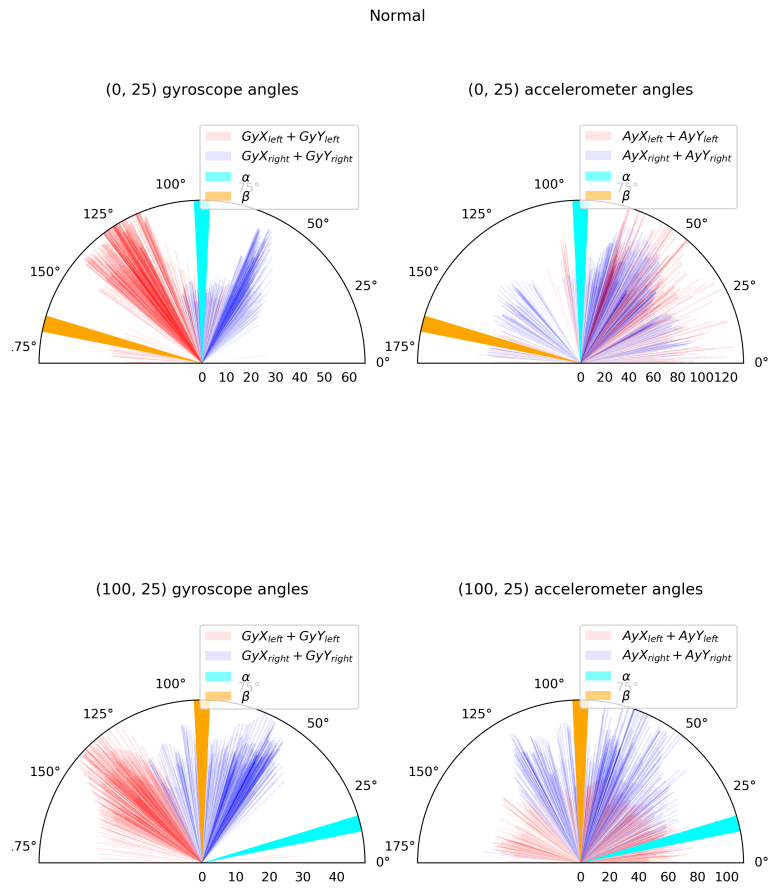 Normal
(0, 25) gyroscope angles
(0, 25) accelerometer angles
GyX_left + GyY_left
GyX_right + GyY_right
α
β
AyX_left + AyY_left
AyX_right + AyY_right
α
β
100° 75°
125° 50°
150° 25°
.75° 0°
0 10 20 30 40 50 60
100° 75°
125° 50°
150° 25°
175° 0°
0 20 40 60 80 100 120
(100, 25) gyroscope angles
(100, 25) accelerometer angles
GyX_left + GyY_left
GyX_right + GyY_right
α
β
AyX_left + AyY_left
AyX_right + AyY_right
α
β
100° 75°
125° 50°
150° 25°
.75° 0°
0 10 20 30 40
100° 75°
125° 50°
150° 25°
175° 0°
0 20 40 60 80 100